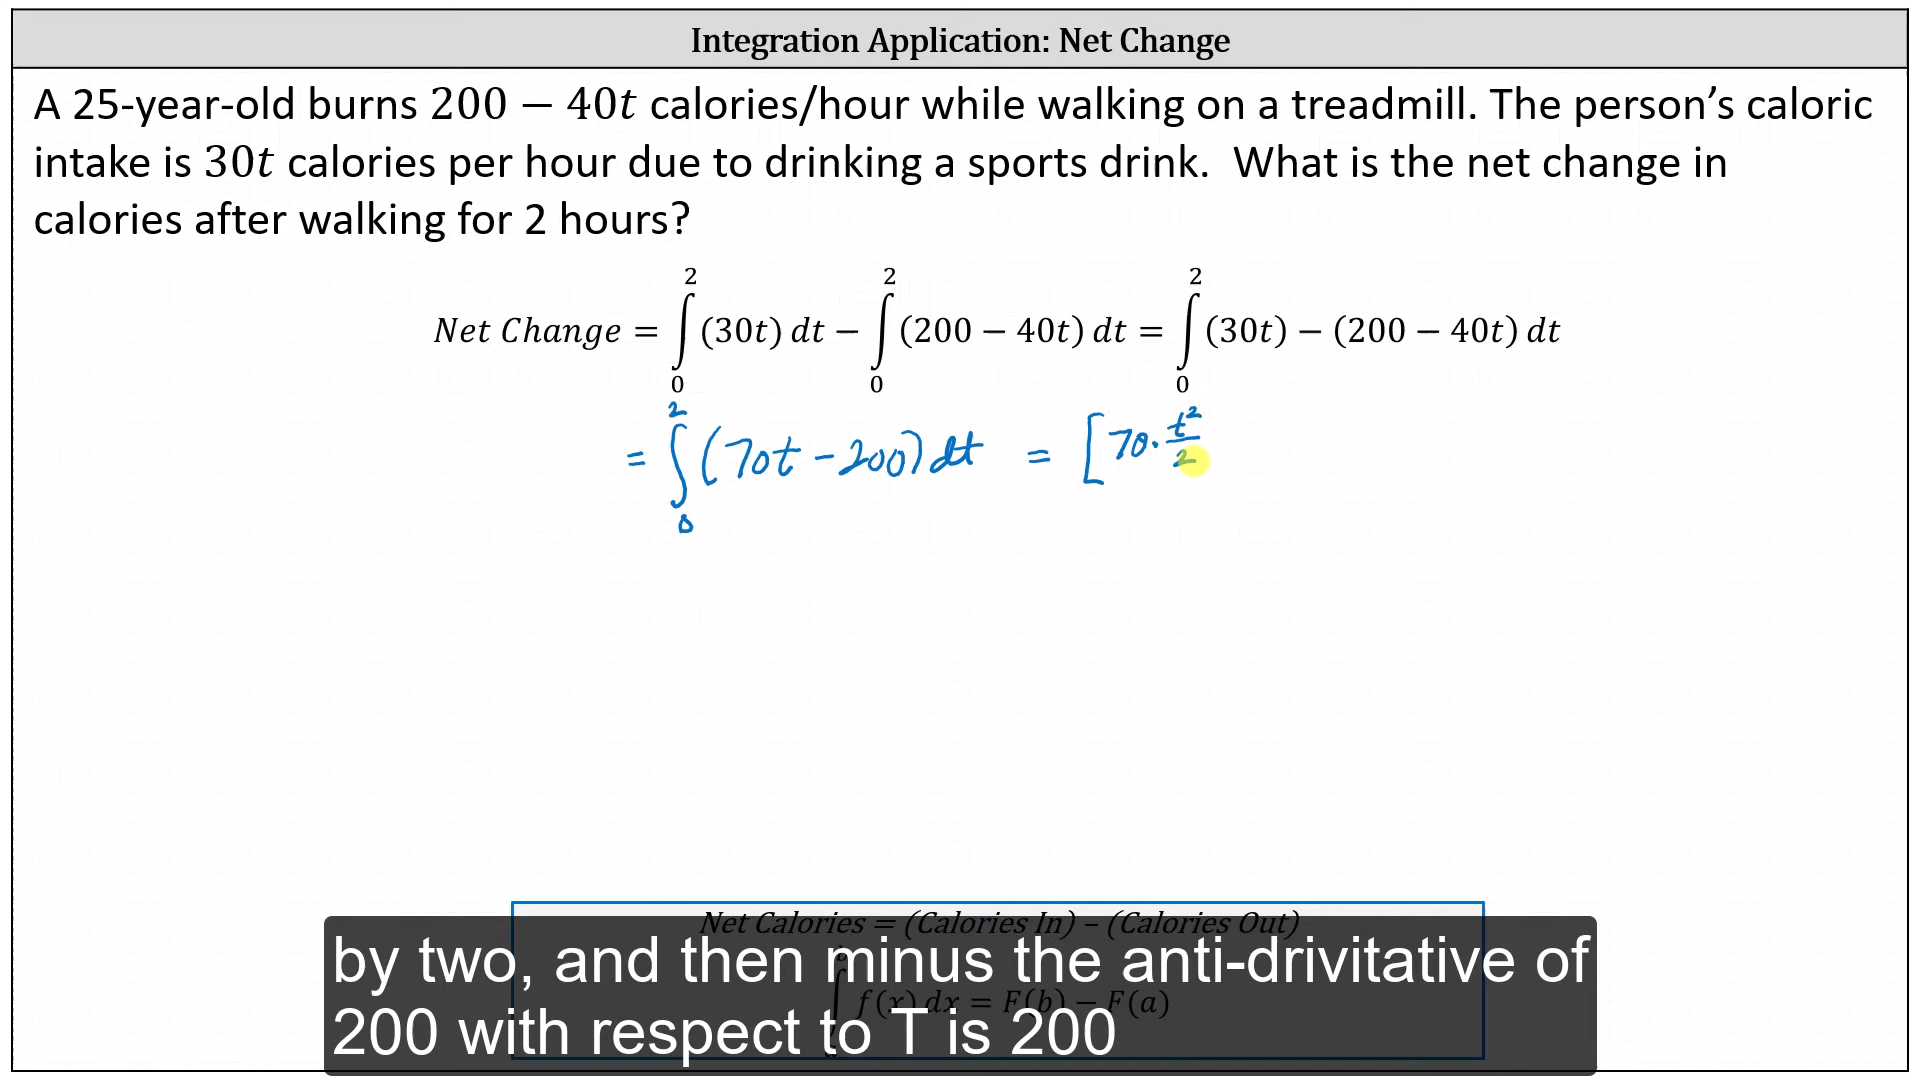 Integration Application: Net Change
A 25-year-old burns 200 − 40t calories/hour while walking on a treadmill. The person’s caloric
intake is 30t calories per hour due to drinking a sports drink. What is the net change in
calories after walking for 2 hours?
Net Change = ∫₀² (30t) dt − ∫₀² (200 − 40t) dt = ∫₀² (30t) − (200 − 40t) dt
= ∫₀² (70t − 200) dt = [70 · t²/2
Net Calories = (Calories In) – (Calories Out)
by two, and then minus the anti-drivitative of
∫ f(x) dx = F(b) − F(a)
200 with respect to T is 200